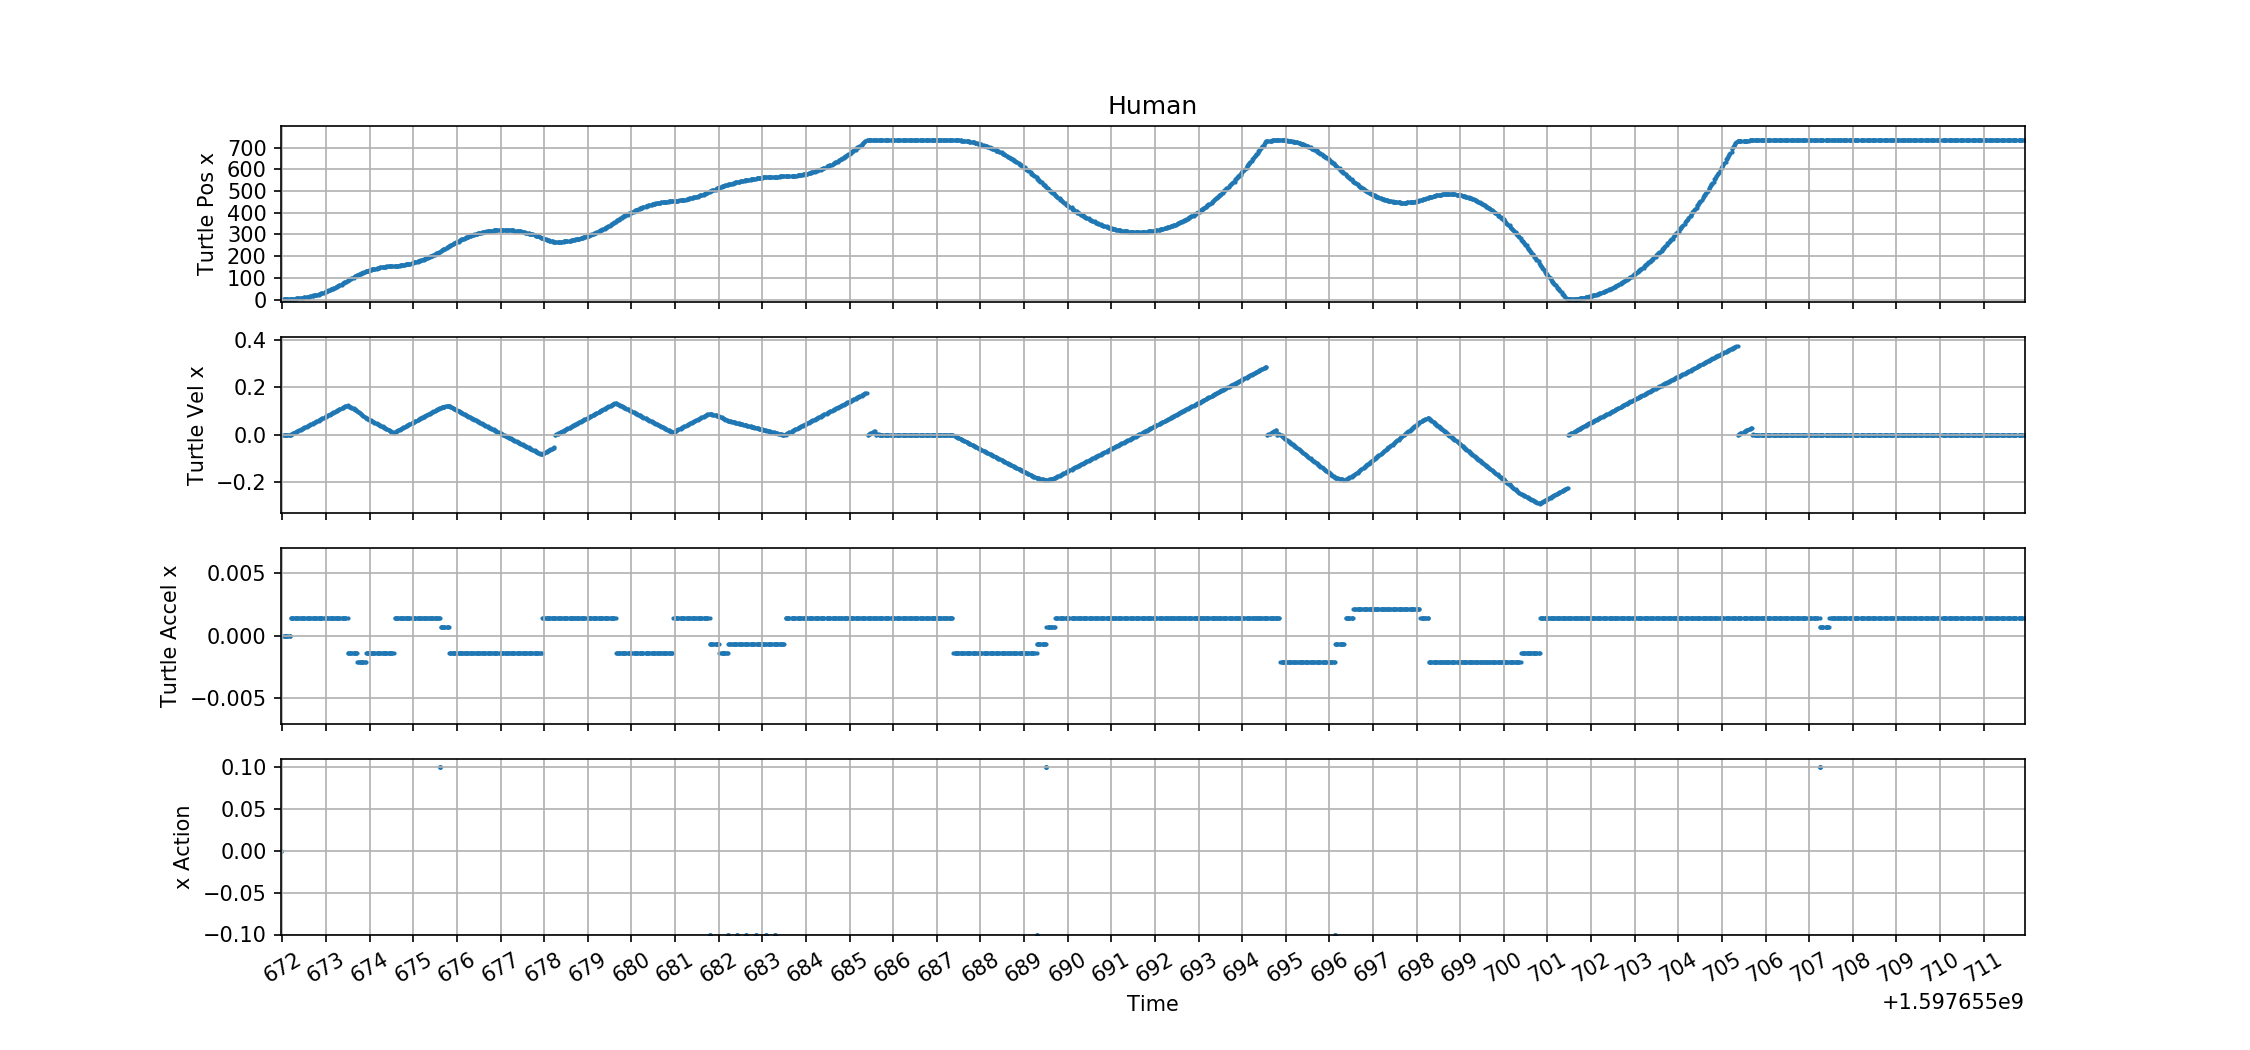 Human
Turtle Pos x
700
600
500
400
300
200
100
0
Turtle Vel x
0.4
0.2
0.0
−0.2
Turtle Accel x
0.005
0.000
−0.005
x Action
0.10
0.05
0.00
−0.05
−0.10
672 673 674 675 676 677 678 679 680 681 682 683 684 685 686 687 688 689 690 691 692 693 694 695 696 697 698 699 700 701 702 703 704 705 706 707 708 709 710 711
Time
+1.597655e9